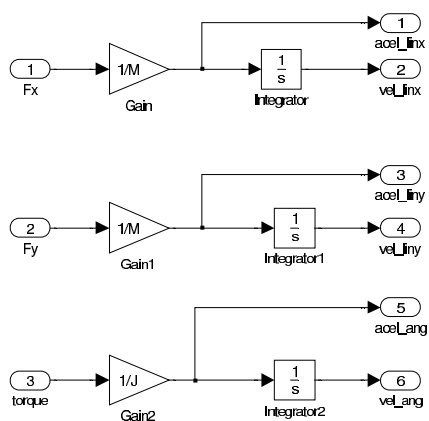 1
acel_linx
1
Fx
1/M
Gain
1
s
Integrator
2
vel_linx
3
acel_liny
2
Fy
1/M
Gain1
1
s
Integrator1
4
vel_liny
5
acel_ang
3
torque
1/J
Gain2
1
s
Integrator2
6
vel_ang